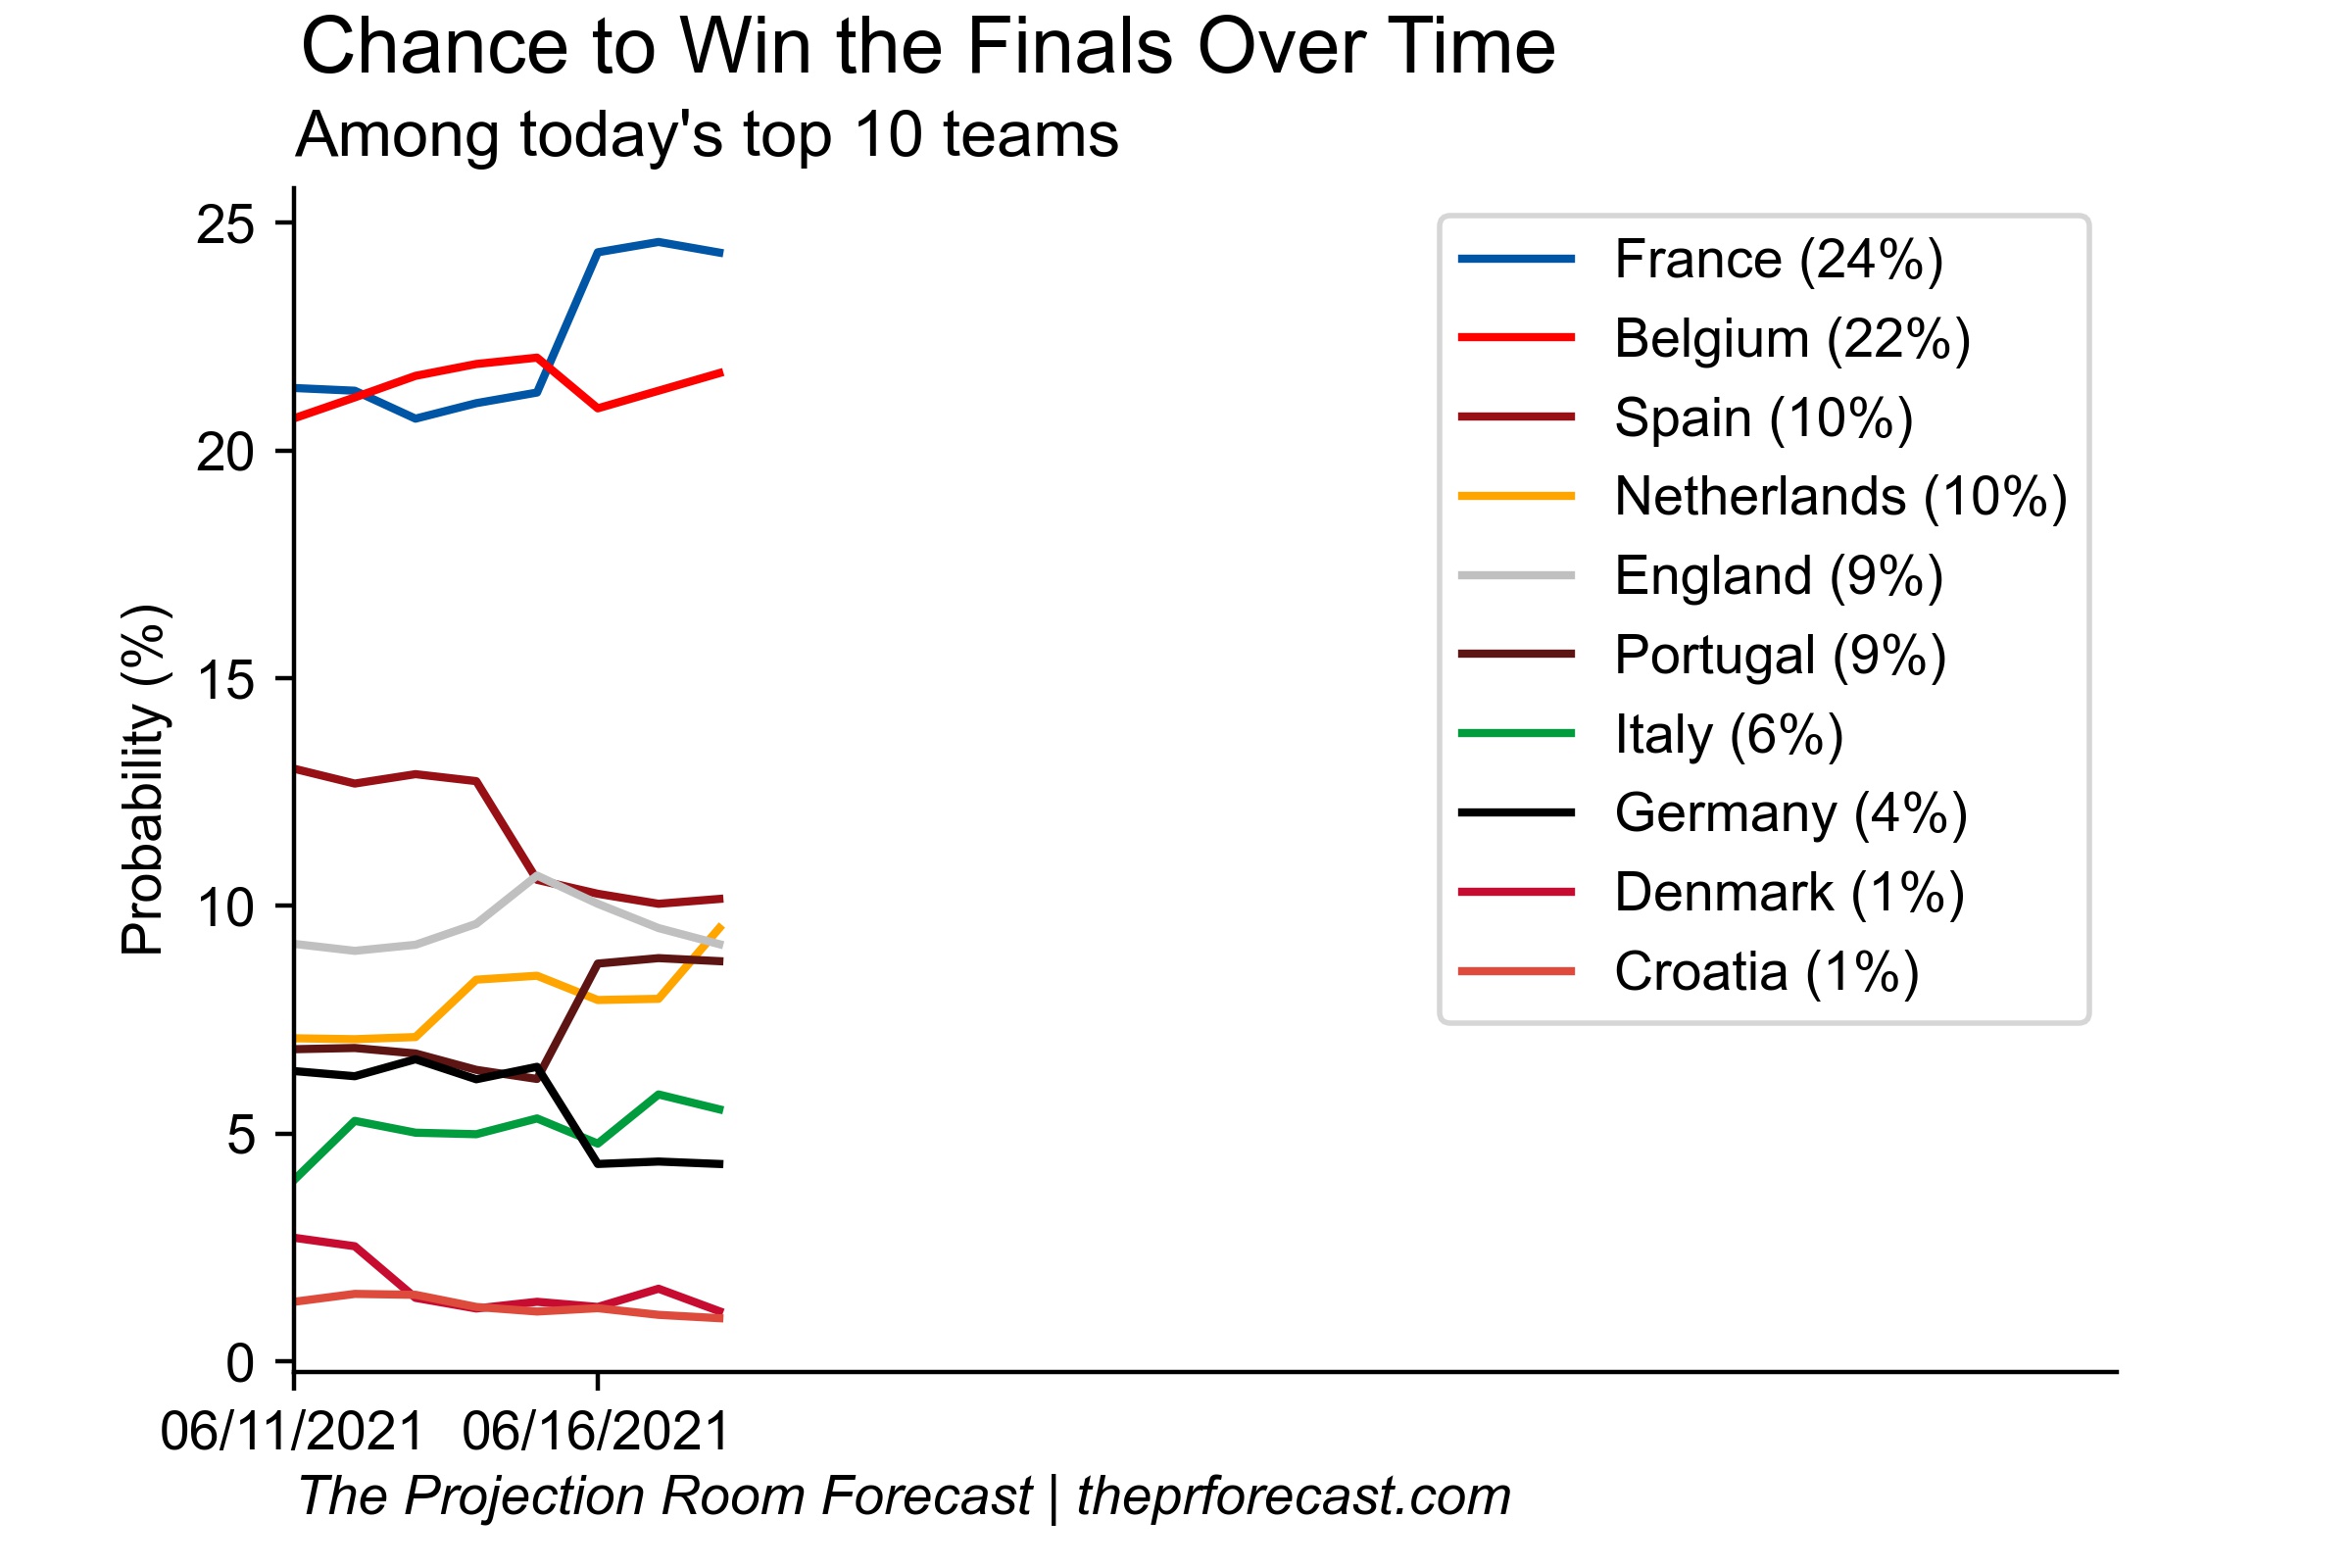 Chance to Win the Finals Over Time
Among today's top 10 teams
25
20
15
10
5
0
Probability (%)
France (24%)
Belgium (22%)
Spain (10%)
Netherlands (10%)
England (9%)
Portugal (9%)
Italy (6%)
Germany (4%)
Denmark (1%)
Croatia (1%)
06/11/2021 06/16/2021
The Projection Room Forecast | theprforecast.com